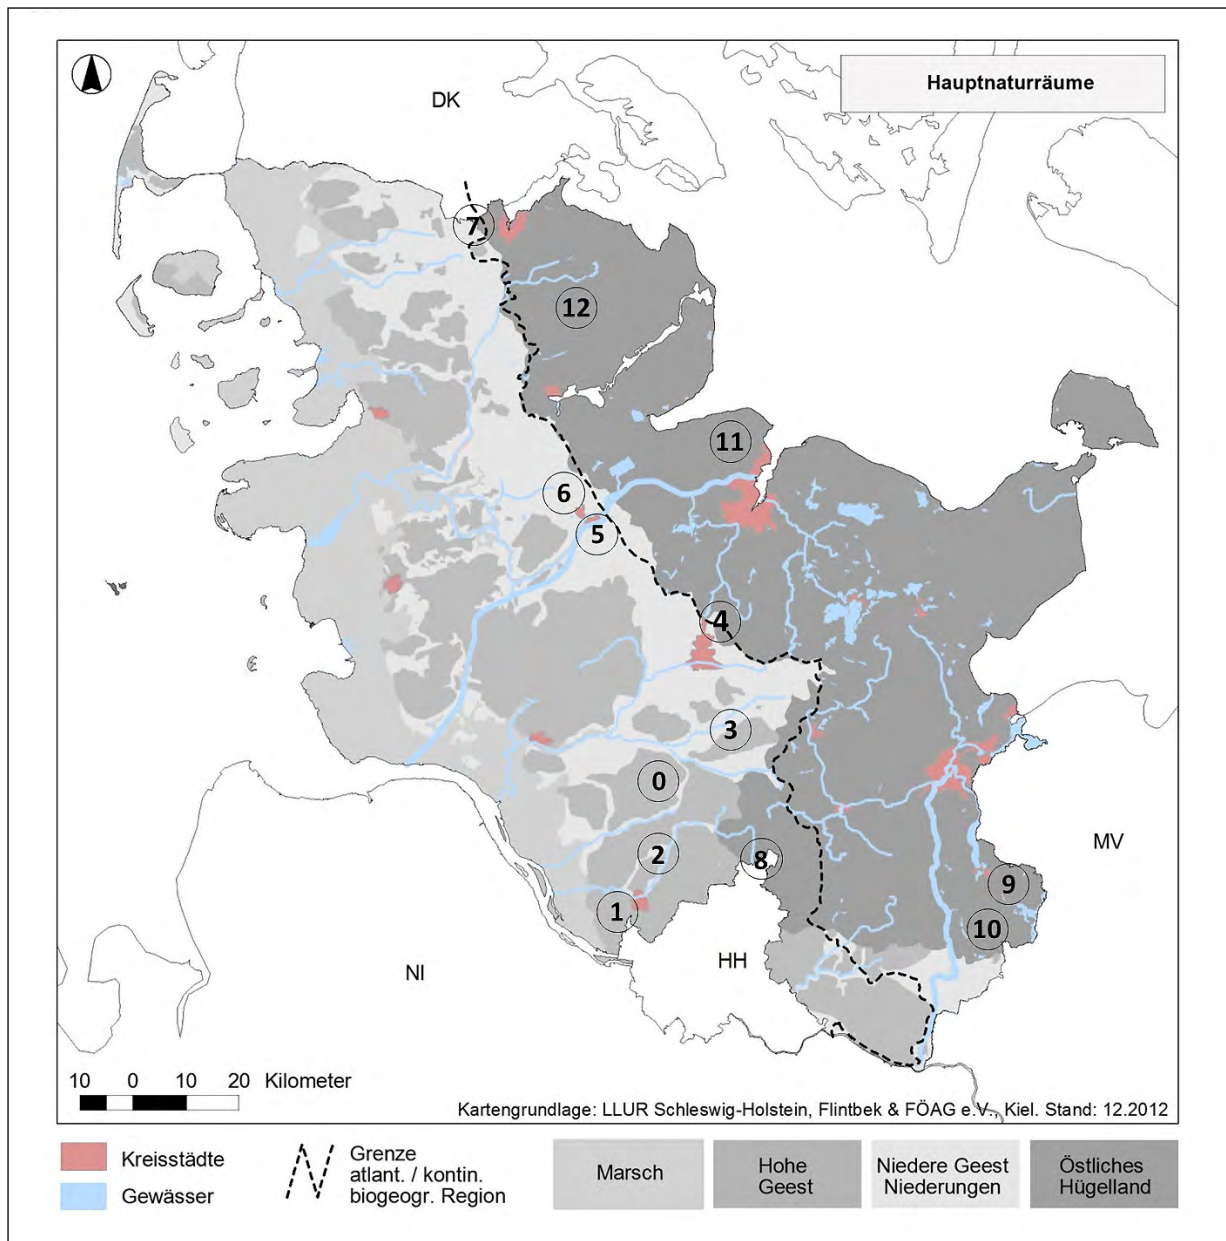 Hauptnaturräume
DK
7
12
11
6
5
4
3
0
2
8
1
9
10
MV
HH
NI
10 0 10 20 Kilometer
Kartengrundlage: LLUR Schleswig-Holstein, Flintbek & FÖAG e.V., Kiel. Stand: 12.2012
Kreisstädte
Gewässer
Grenze
atlant. / kontin.
biogeogr. Region
Marsch
Hohe
Geest
Niedere Geest
Niederungen
Östliches
Hügelland